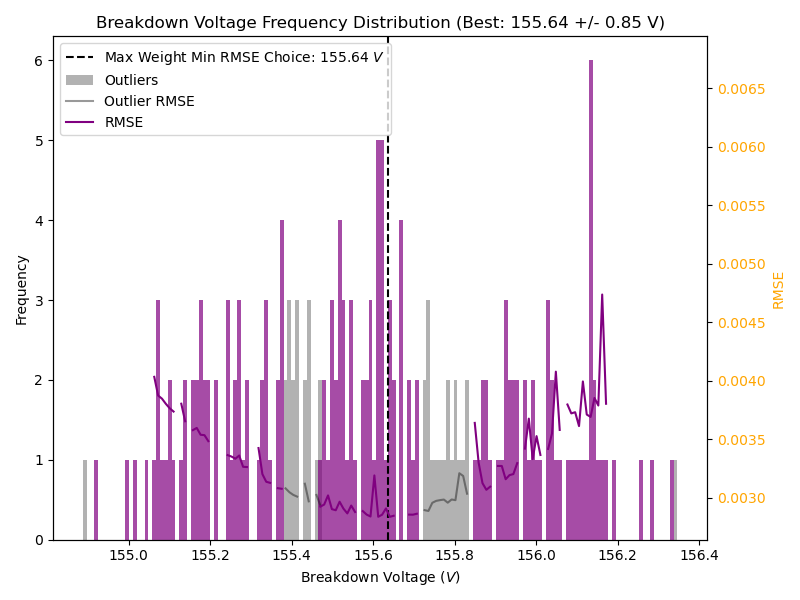 Breakdown Voltage Frequency Distribution (Best: 155.64 +/- 0.85 V)
Max Weight Min RMSE Choice: 155.64 V
Outliers
Outlier RMSE
RMSE
Frequency
6
5
4
3
2
1
0
0.0065
0.0060
0.0055
0.0050
0.0045
0.0040
0.0035
0.0030
RMSE
155.0 155.2 155.4 155.6 155.8 156.0 156.2 156.4
Breakdown Voltage (V)